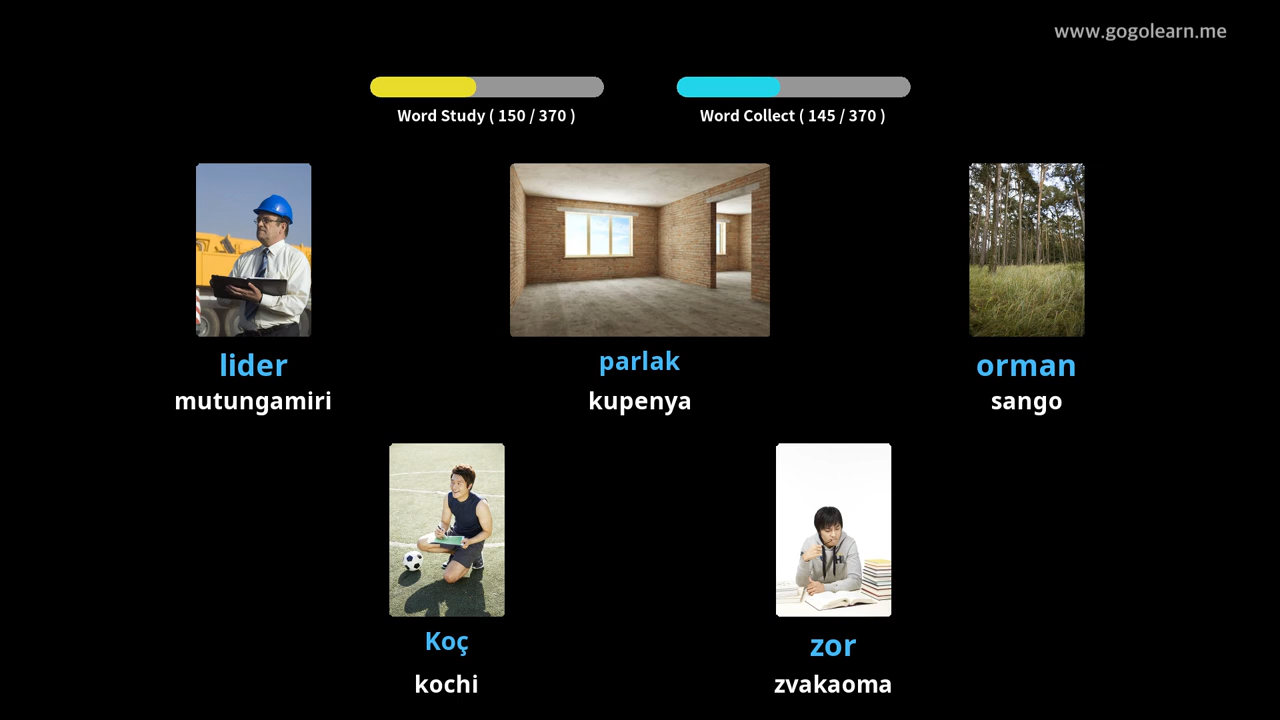 www.gogolearn.me
Word Study ( 150 / 370 )
Word Collect ( 145 / 370 )
lider
mutungamiri
parlak
kupenya
orman
sango
Koç
kochi
zor
zvakaoma